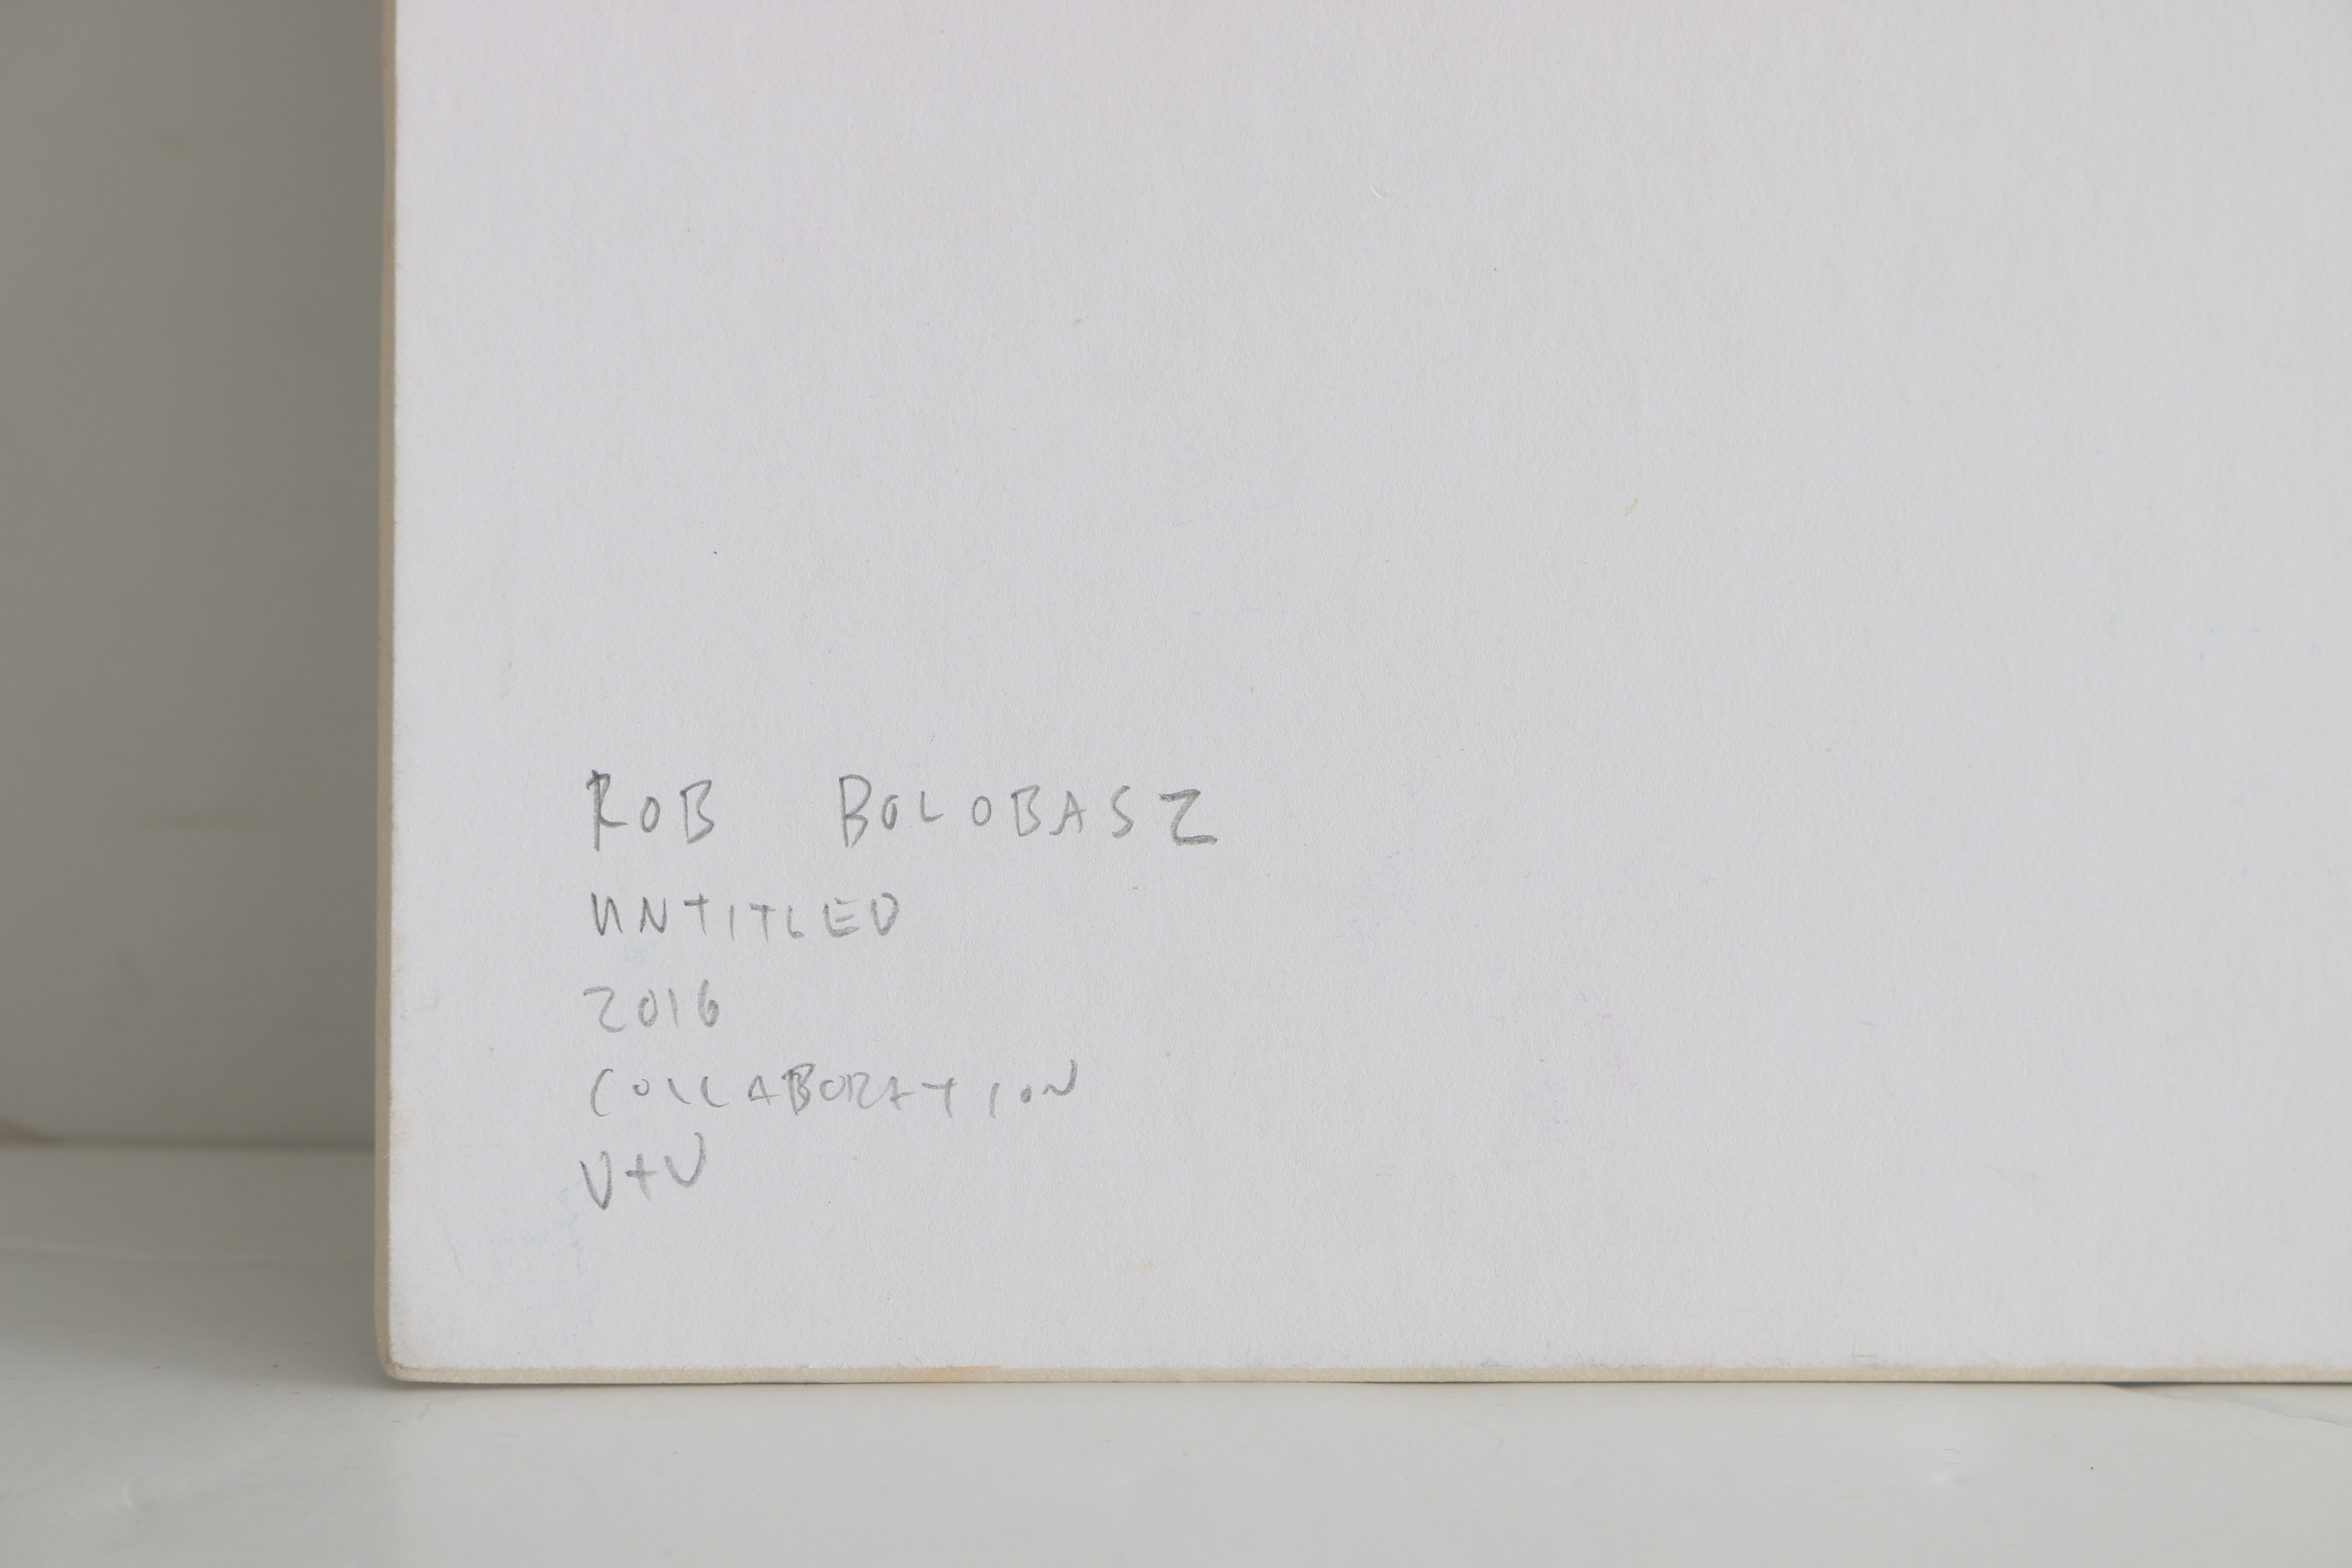 ROB BOLOBASZ
UNTITLED
2016
COLLABORATION
V+V